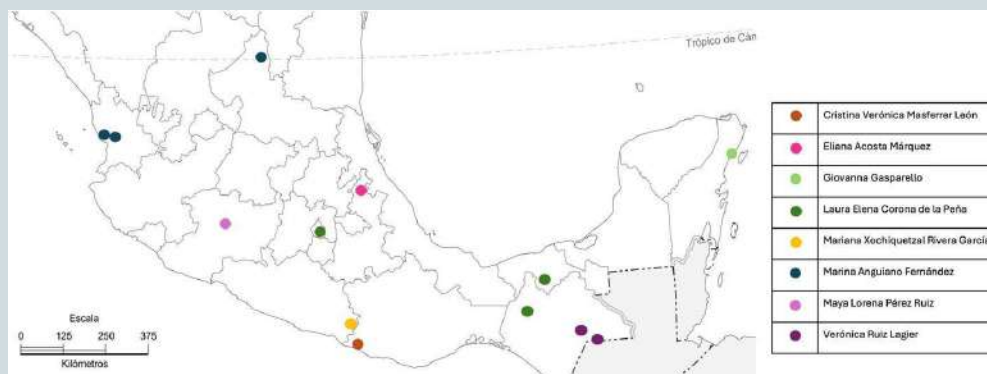 Trópico de Cán
Cristina Verónica Masferrer León
Eliana Acosta Márquez
Giovanna Gasparello
Laura Elena Corona de la Peña
Mariana Xochiquetzal Rivera García
Marina Anguiano Fernández
Maya Lorena Pérez Ruiz
Verónica Ruiz Lagier
Escala
0 125 250 375
Kilómetros